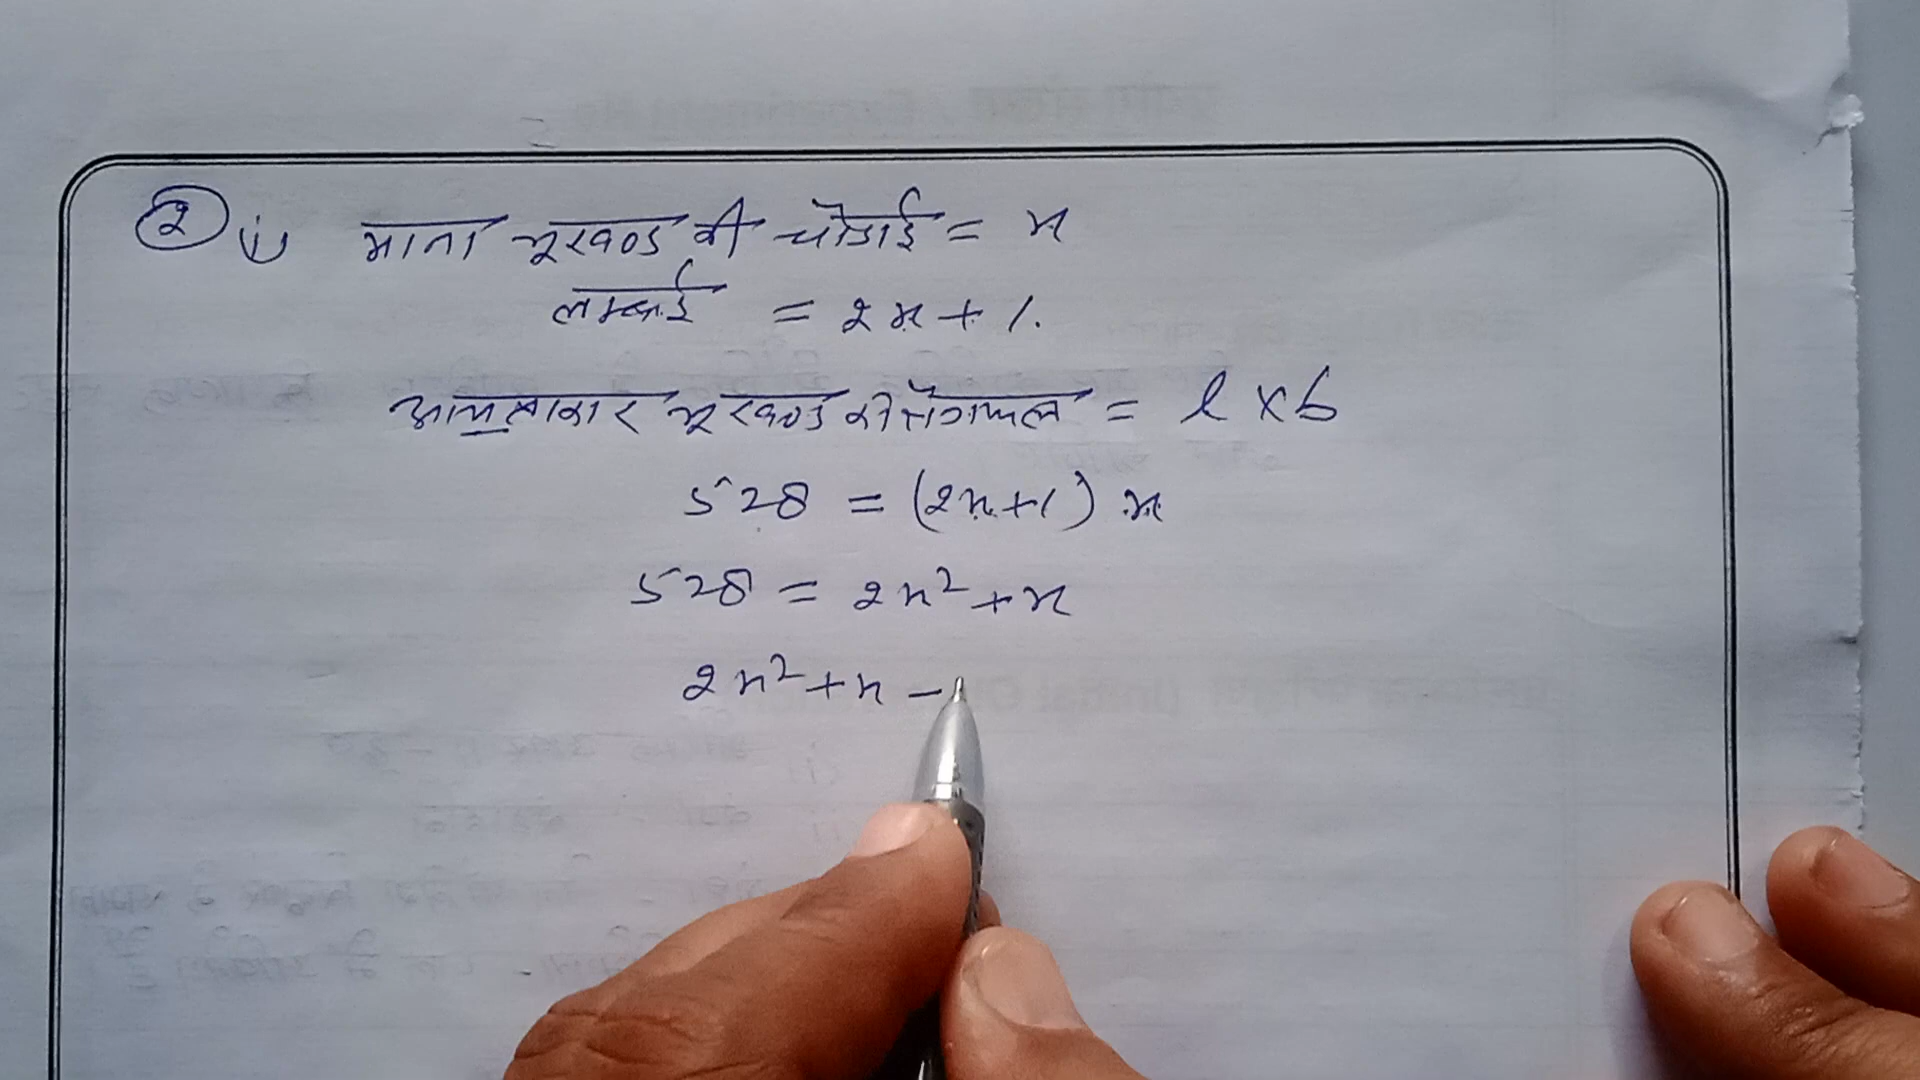 ② i) माना भूखण्ड की चौडाई = x
लम्बाई = 2x + 1.
आयताकार भूखण्ड का क्षेत्रफल = l × b
528 = (2x+1) x
528 = 2x² + x
2x² + x −